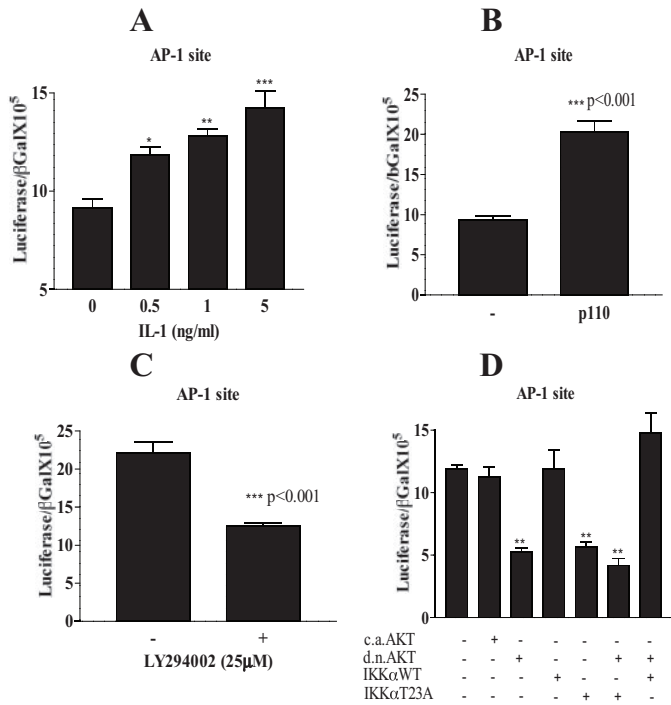 A
AP-1 site
Luciferase/βGalX10⁵
15
10
5
*
**
***
0 0.5 1 5
IL-1 (ng/ml)
B
AP-1 site
Luciferase/bGalX10⁵
25
20
15
10
5
0
*** p<0.001
- p110
C
AP-1 site
Luciferase/βGalX10⁵
25
20
15
10
5
0
*** p<0.001
- +
LY294002 (25μM)
D
AP-1 site
Luciferase/βGalX10⁵
15
10
5
0
**
**
**
c.a.AKT - + - - - - -
d.n.AKT - - + - - + +
IKKαWT - - - + - - +
IKKαT23A - - - - + + -